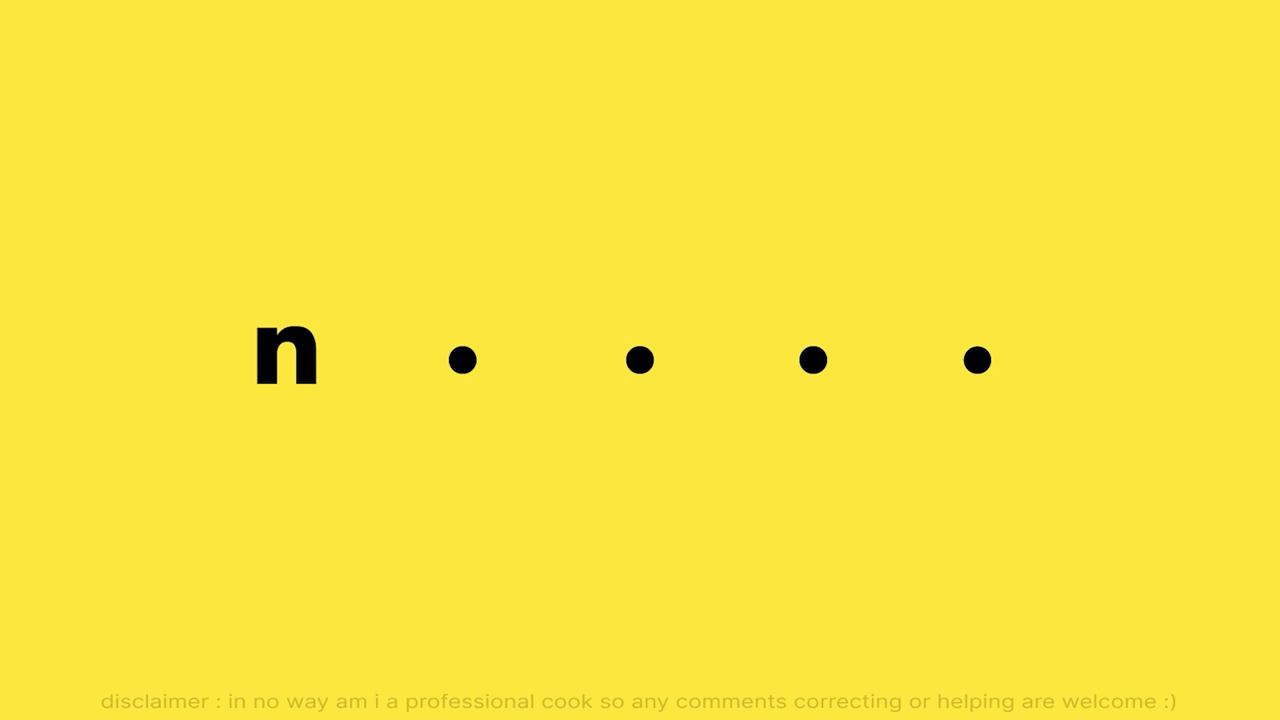 n • • • •
disclaimer : in no way am i a professional cook so any comments correcting or helping are welcome :)